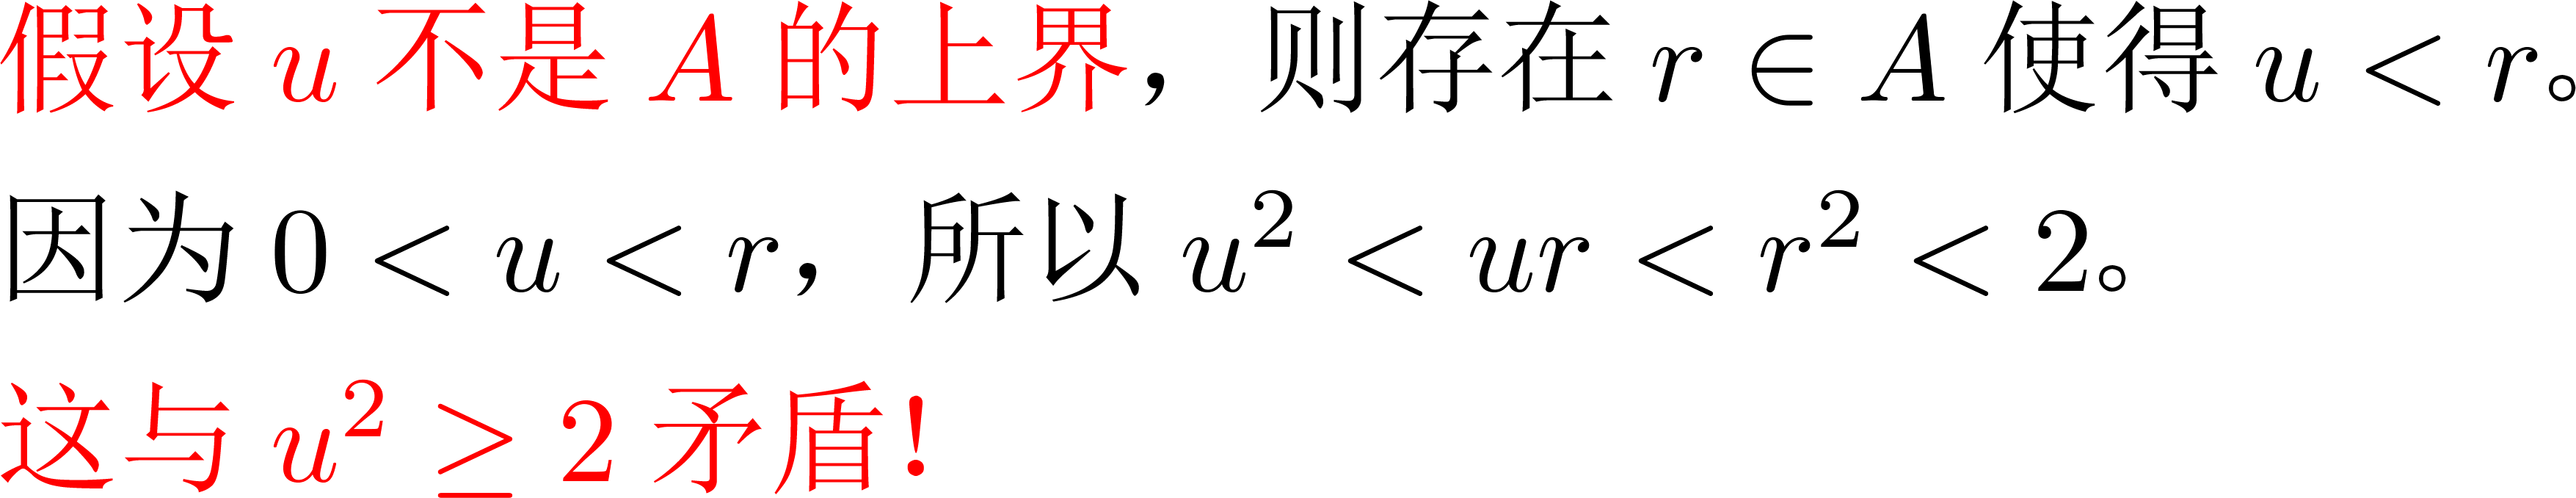 假设 u 不是 A 的上界，则存在 r ∈ A 使得 u < r。
因为 0 < u < r，所以 u² < ur < r² < 2。
这与 u² ≥ 2 矛盾！